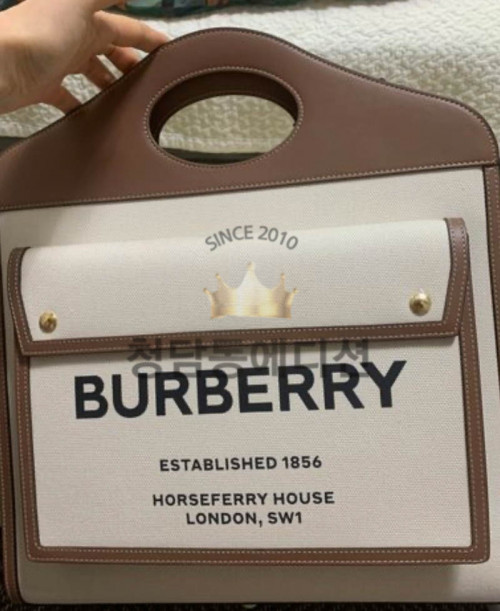 SINCE 2010
청담동에디션
BURBERRY
ESTABLISHED 1856
HORSEFERRY HOUSE
LONDON, SW1